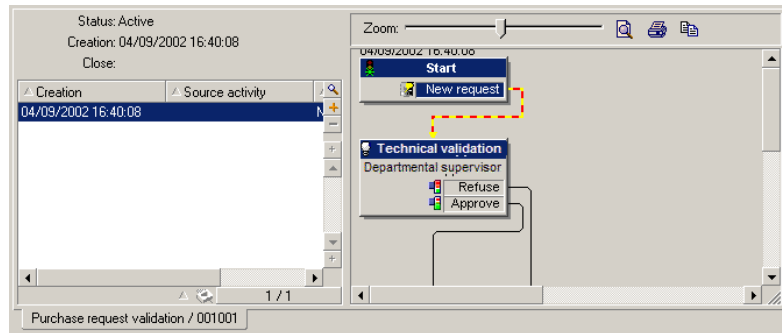 Status: Active
Creation: 04/09/2002 16:40:08
Close:
Creation
Source activity
04/09/2002 16:40:08
N
1 / 1
Purchase request validation / 001001
Zoom:
04/09/2002 16:40:08
Start
New request
Technical validation
Departmental supervisor
Refuse
Approve